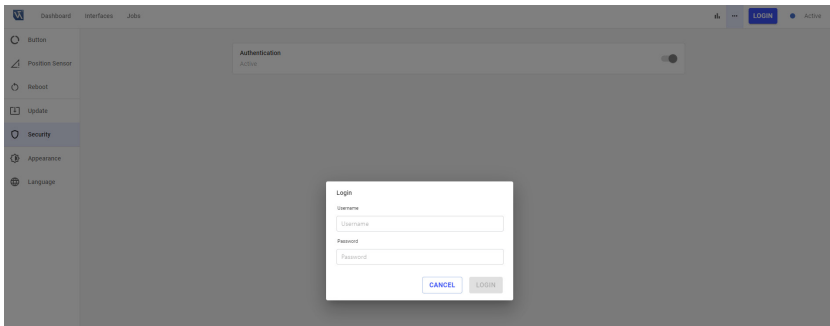 Dashboard Interfaces Jobs LOGIN Active
Button
Position Sensor
Reboot
Update
Security
Appearance
Language
Authentication
Active
Login
Username
Username
Password
Password
CANCEL LOGIN